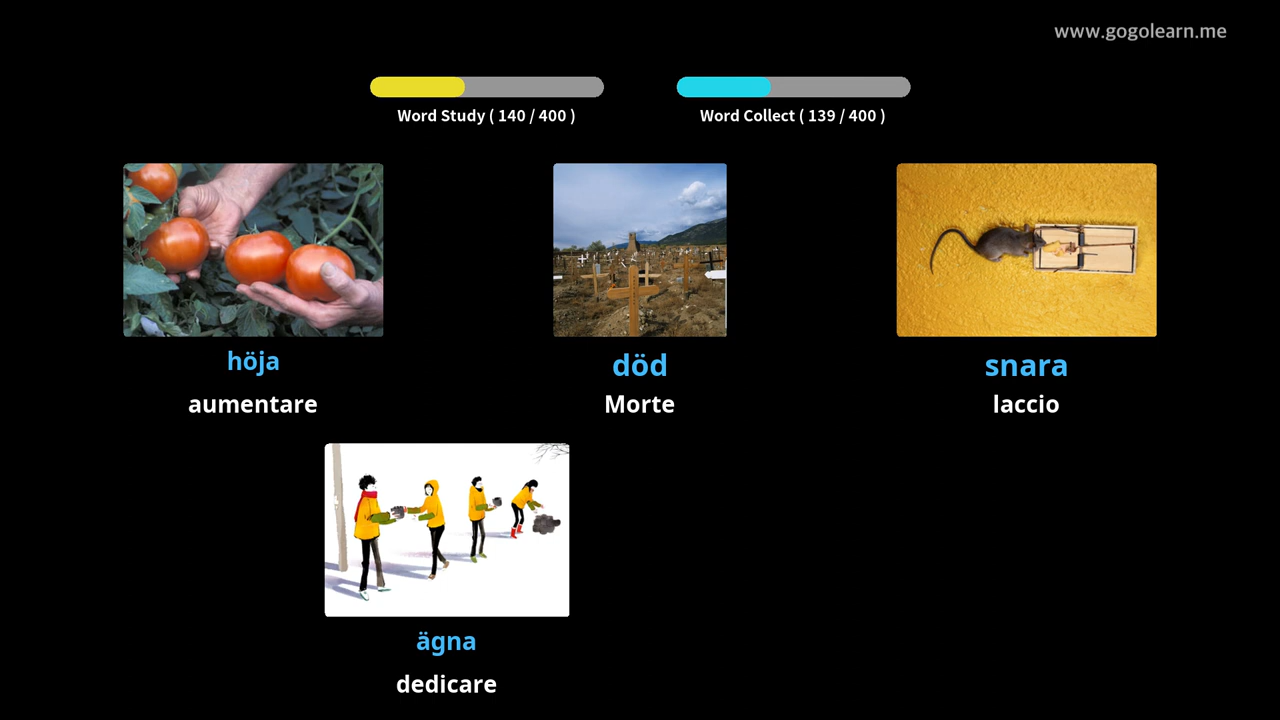 www.gogolearn.me
Word Study ( 140 / 400 )
Word Collect ( 139 / 400 )
höja
aumentare
död
Morte
snara
laccio
ägna
dedicare